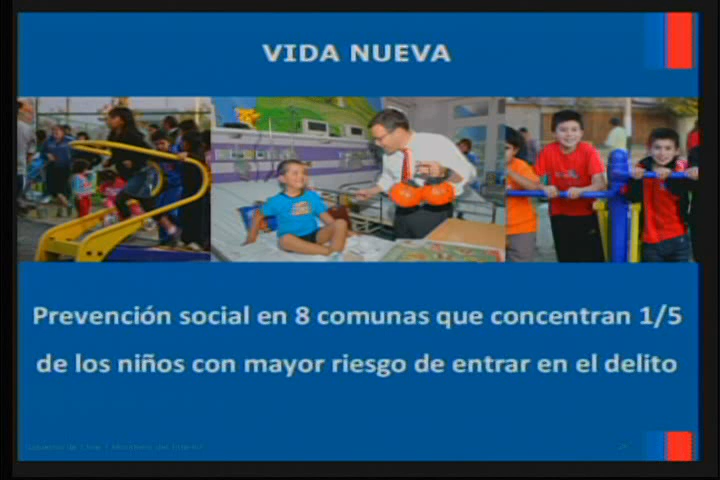 VIDA NUEVA
Prevención social en 8 comunas que concentran 1/5
de los niños con mayor riesgo de entrar en el delito